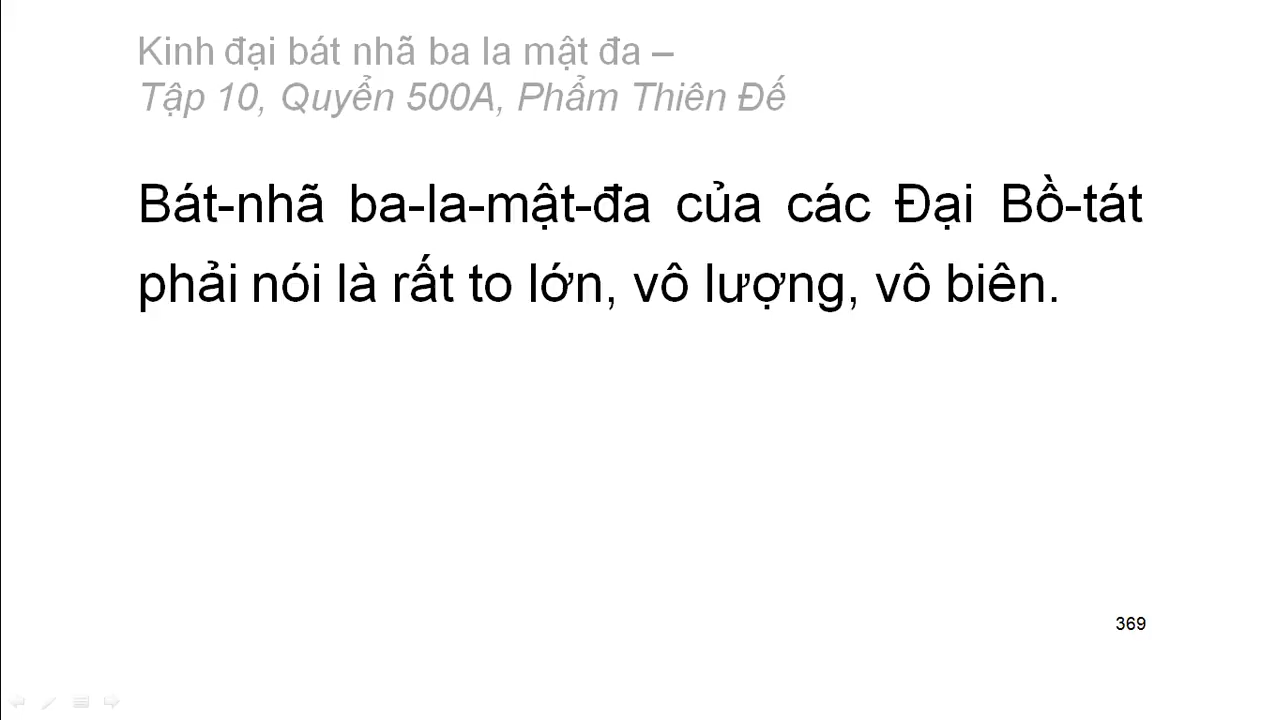 Kinh đại bát nhã ba la mật đa –
Tập 10, Quyển 500A, Phẩm Thiên Đế
Bát-nhã ba-la-mật-đa của các Đại Bồ-tát
phải nói là rất to lớn, vô lượng, vô biên.
369